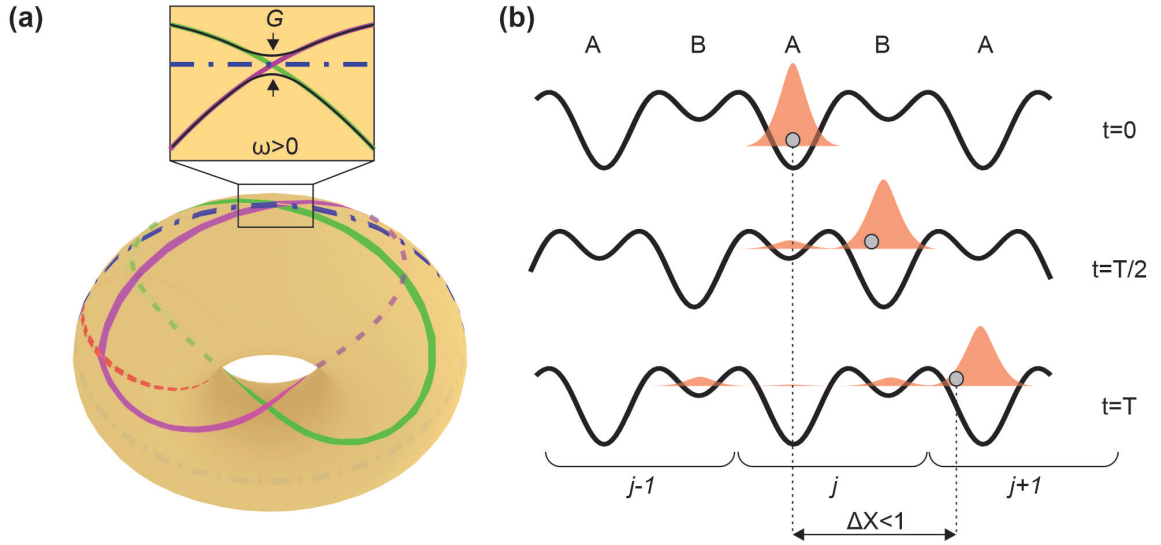 (a)
G
ω>0
(b)
A B A B A
t=0
t=T/2
t=T
j-1 j j+1
ΔX<1